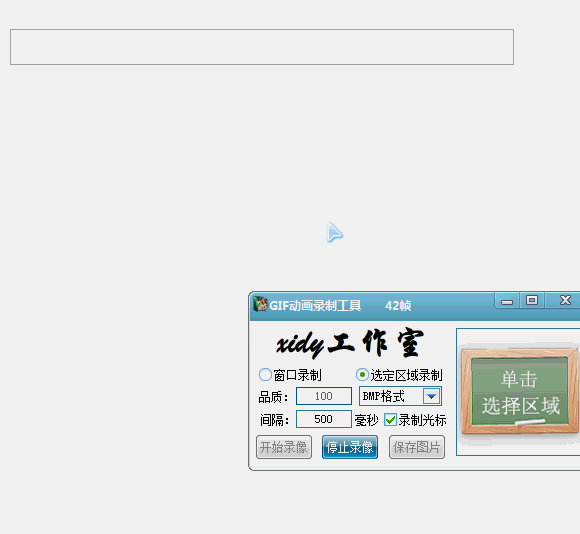 GIF动画录制工具 42帧
xidy工作室
窗口录制 选定区域录制
品质: 100 BMP格式
间隔: 500 毫秒 录制光标
开始录像 停止录像 保存图片
单击
选择区域